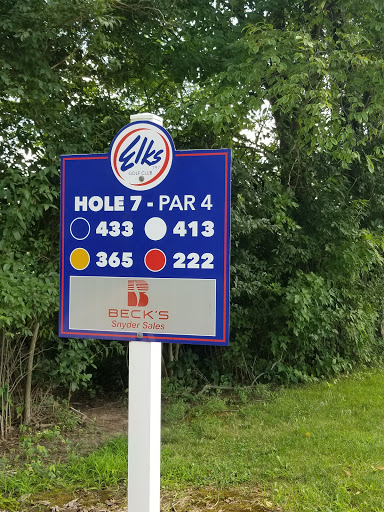 Elks
GOLF CLUB
HOLE 7 - PAR 4
433 413
365 222
BECK'S
Snyder Sales